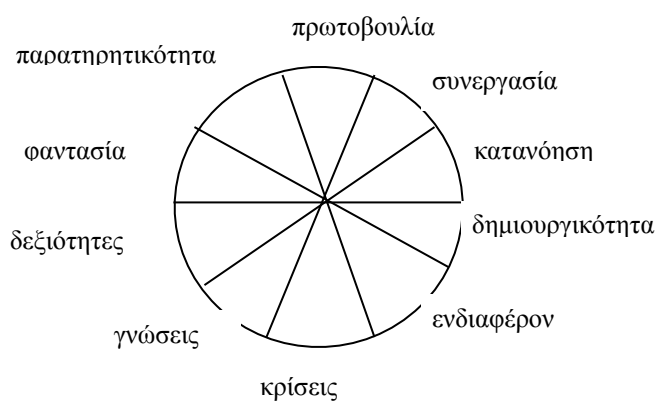 πρωτοβουλία
παρατηρητικότητα
συνεργασία
φαντασία
κατανόηση
δεξιότητες
δημιουργικότητα
γνώσεις
ενδιαφέρον
κρίσεις